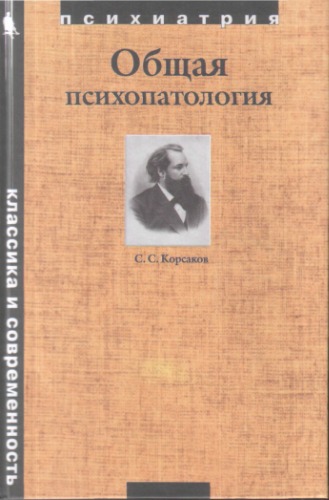 психиатрия
Общая
психопатология
С. С. Корсаков
классика и современность